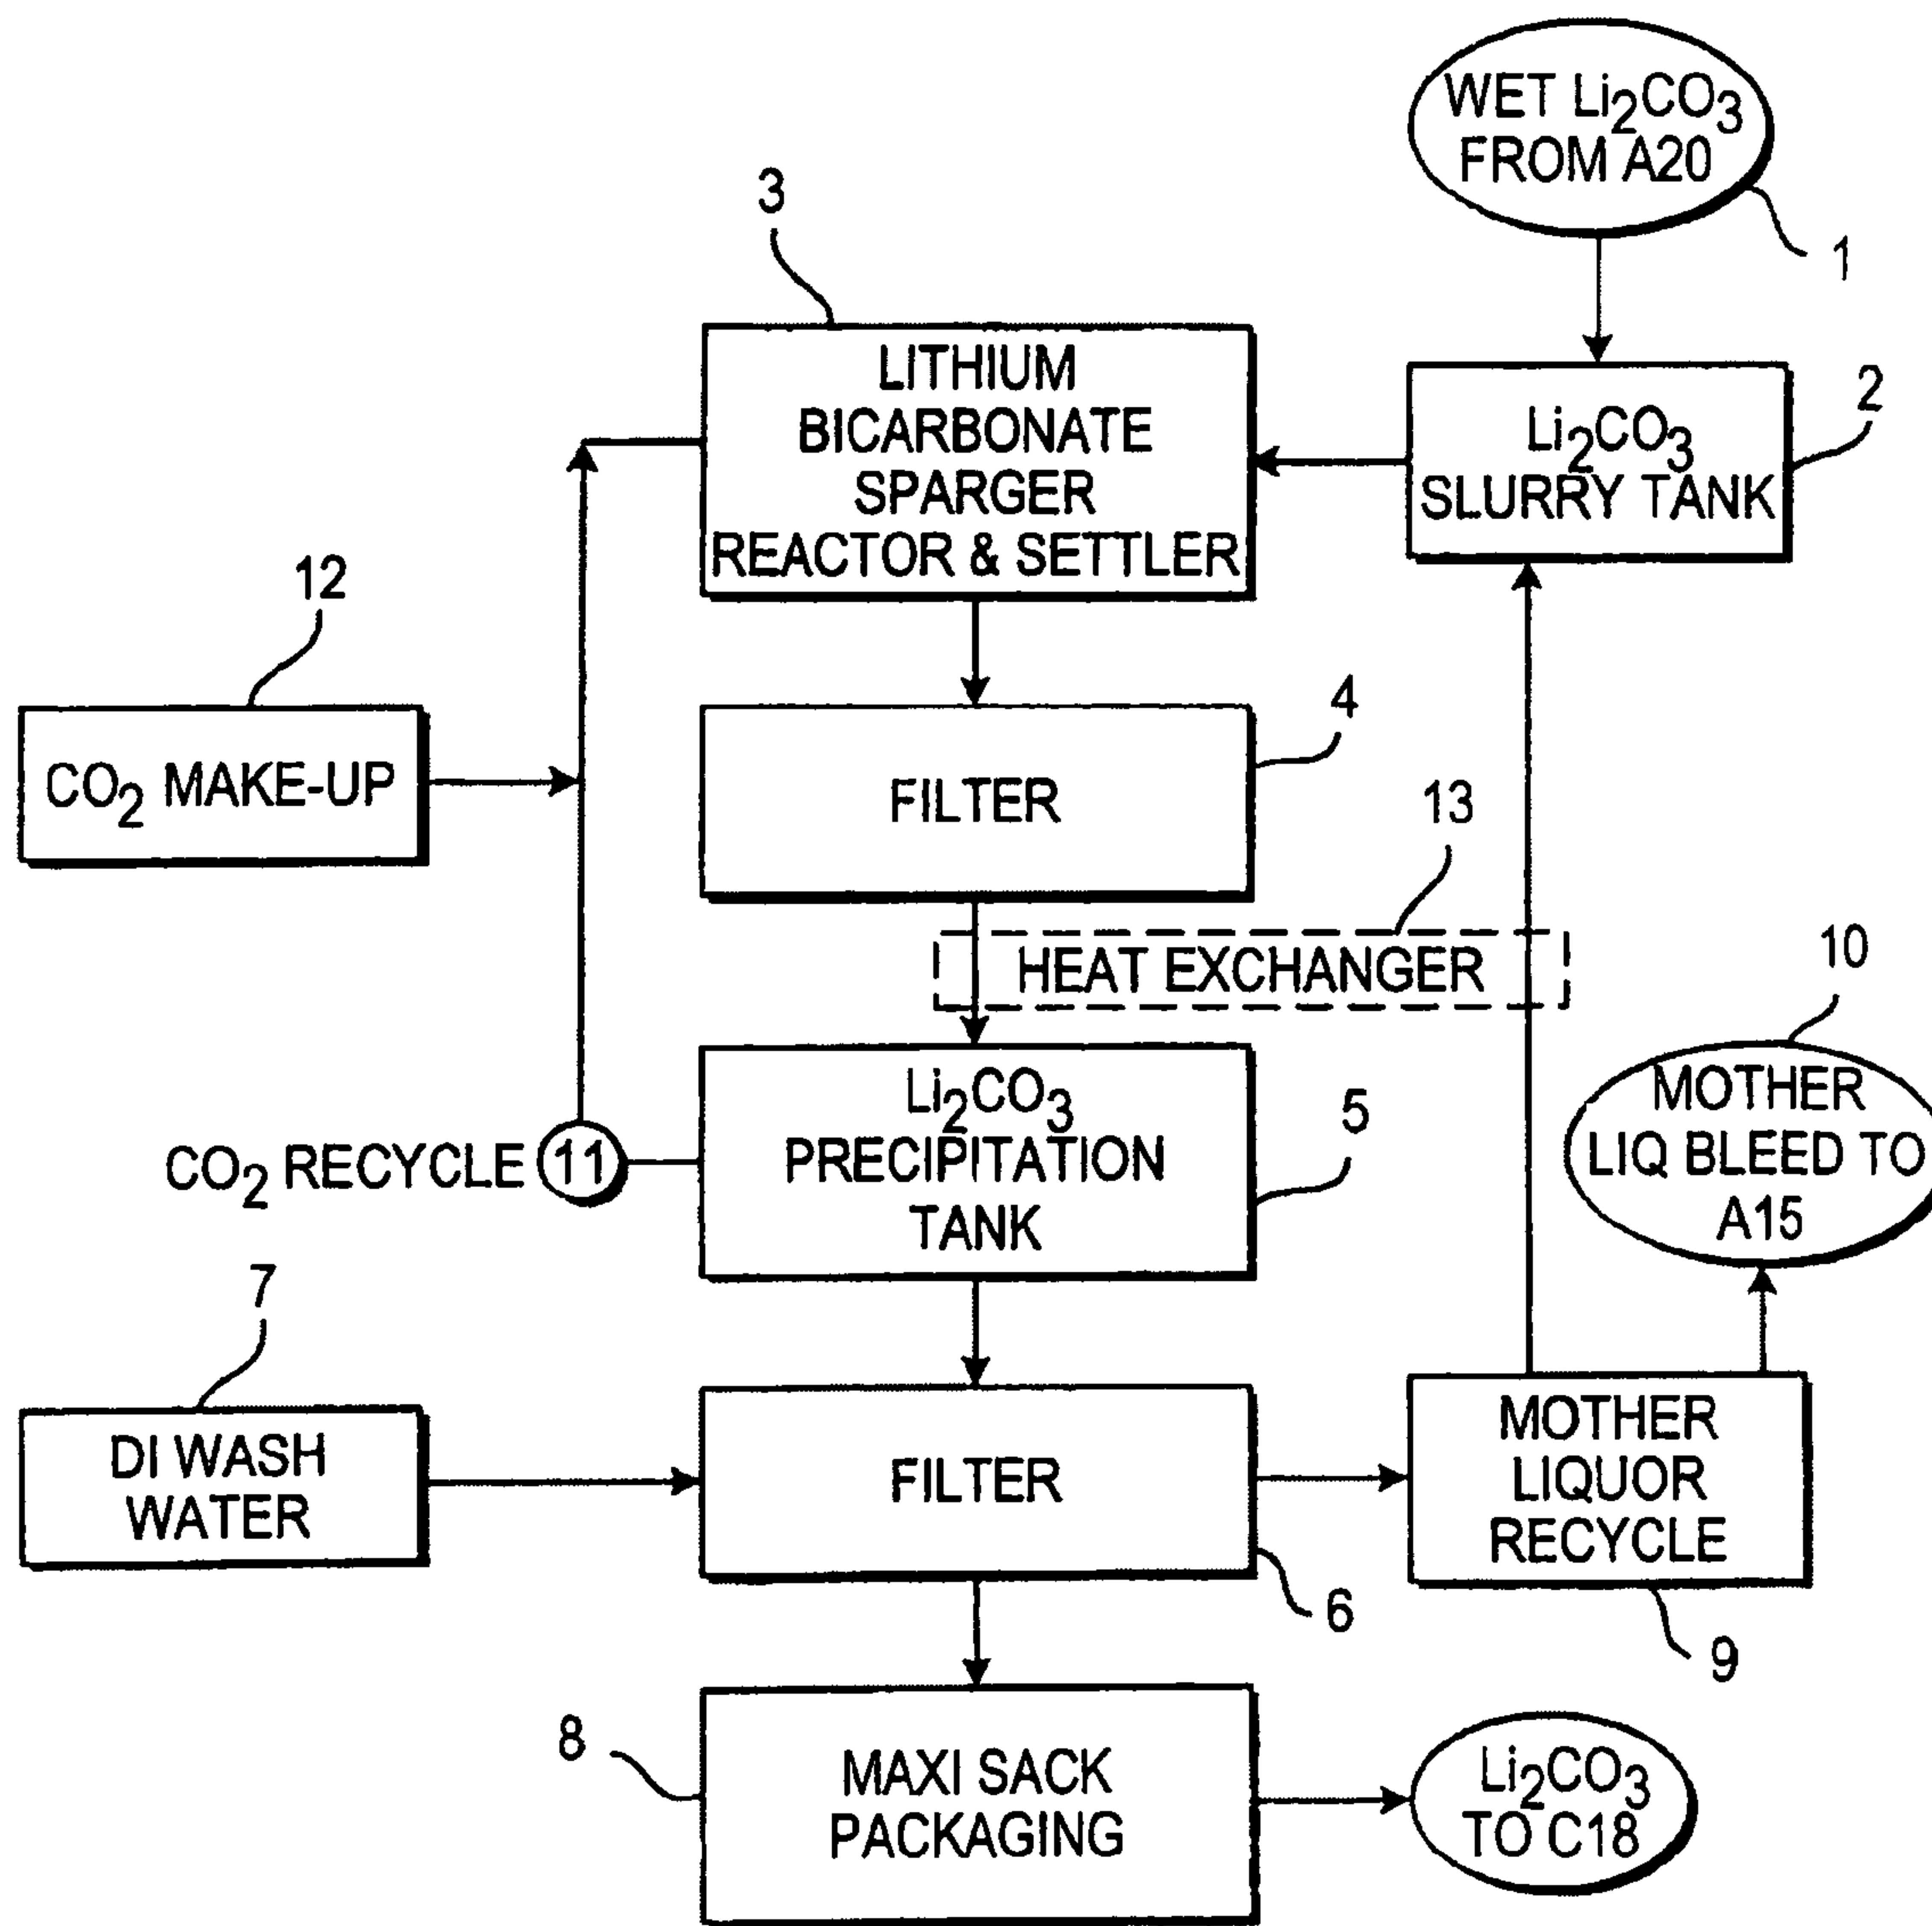 WET Li2CO3
FROM A20
1
3
LITHIUM
BICARBONATE
SPARGER
REACTOR & SETTLER
Li2CO3
SLURRY TANK
2
12
CO2 MAKE-UP
4
FILTER
13
HEAT EXCHANGER
10
MOTHER
LIQ BLEED TO
A15
Li2CO3
PRECIPITATION
TANK
5
CO2 RECYCLE 11
7
DI WASH
WATER
FILTER
6
MOTHER
LIQUOR
RECYCLE
9
8
MAXI SACK
PACKAGING
Li2CO3
TO C18